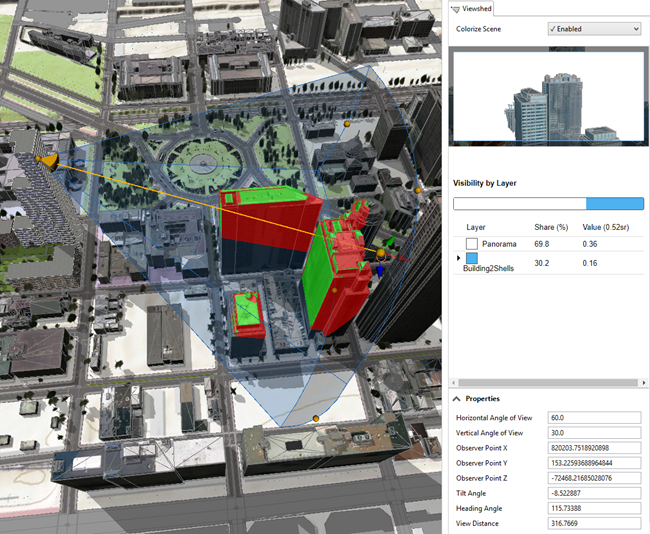 Viewshed
Colorize Scene
✓ Enabled
Visibility by Layer
Layer Share (%) Value (0.52sr)
Panorama 69.8 0.36
Building2Shells 30.2 0.16
Properties
Horizontal Angle of View 60.0
Vertical Angle of View 30.0
Observer Point X 820203.7518920898
Observer Point Y 153.22593688964844
Observer Point Z -72468.21685028076
Tilt Angle -8.522887
Heading Angle 115.73388
View Distance 316.7669